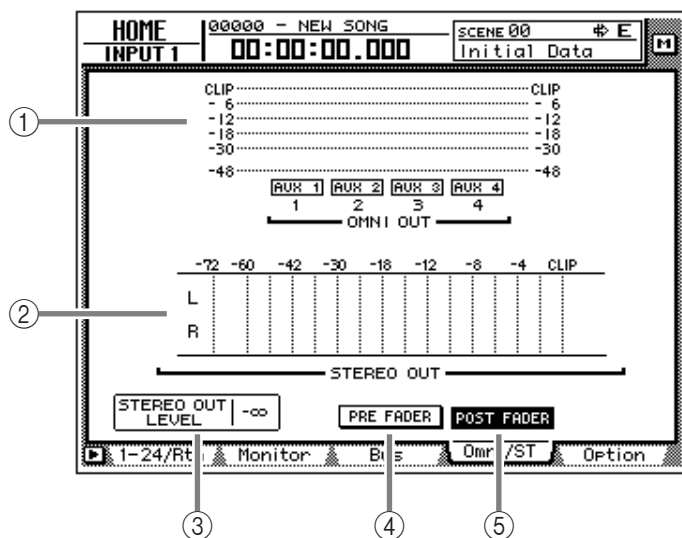 HOME
INPUT 1
00000 - NEW SONG
00:00:00.000
SCENE 00 E
Initial Data
M
CLIP CLIP
- 6 - 6
-12 -12
-18 -18
-30 -30
-48 -48
AUX 1 AUX 2 AUX 3 AUX 4
1 2 3 4
OMNI OUT
-72 -60 -42 -30 -18 -12 -8 -4 CLIP
L
R
STEREO OUT
STEREO OUT LEVEL -∞
PRE FADER POST FADER
1-24/Rtn Monitor Bus Omni/ST Option
①
②
③ ④ ⑤